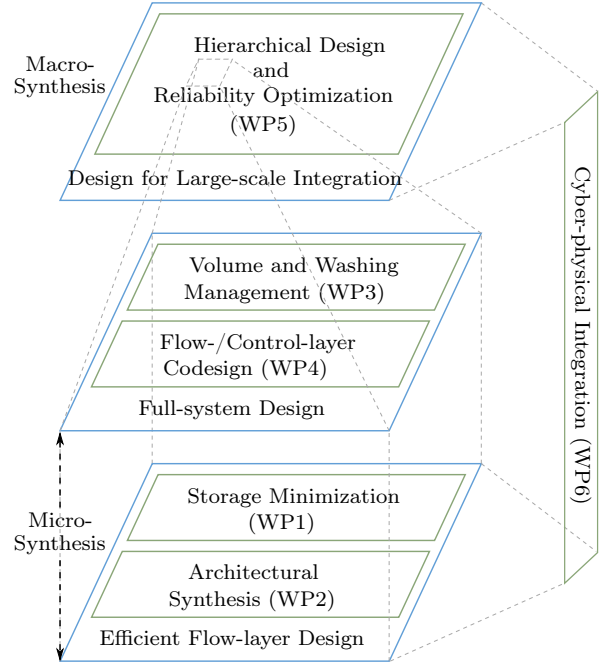 Macro-
Synthesis
Hierarchical Design
and
Reliability Optimization
(WP5)
Design for Large-scale Integration
Volume and Washing
Management (WP3)
Flow-/Control-layer
Codesign (WP4)
Full-system Design
Micro-
Synthesis
Storage Minimization
(WP1)
Architectural
Synthesis (WP2)
Efficient Flow-layer Design
Cyber-physical Integration (WP6)